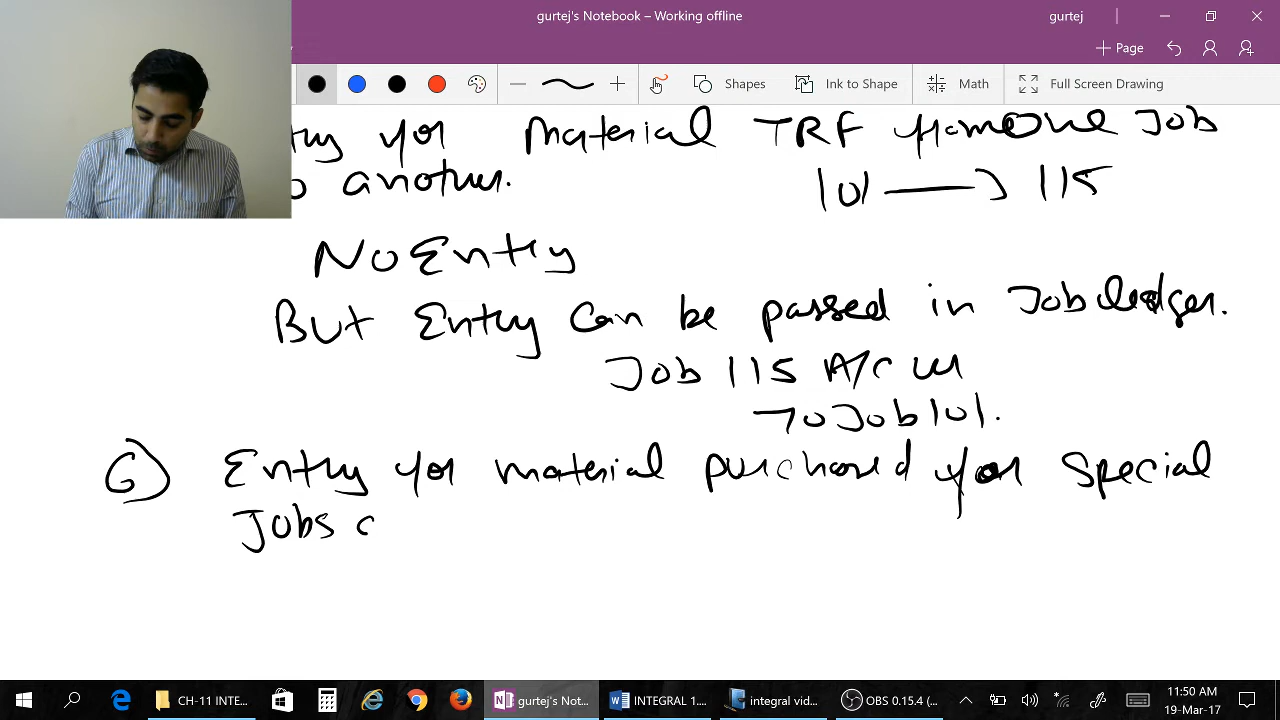 gurtej's Notebook – Working offline
gurtej
Page
Shapes
Ink to Shape
Math
Full Screen Drawing
ry for material TRF from one Job
o another.
101 → 115
No Entry
But Entry can be passed in Job ledger.
Job 115 A/c
To Job 101.
G) Entry for material purchased for special
Jobs c
CH-11 INTE...
gurtej's Not...
INTEGRAL 1...
integral vid...
OBS 0.15.4 (...
11:50 AM
19-Mar-17